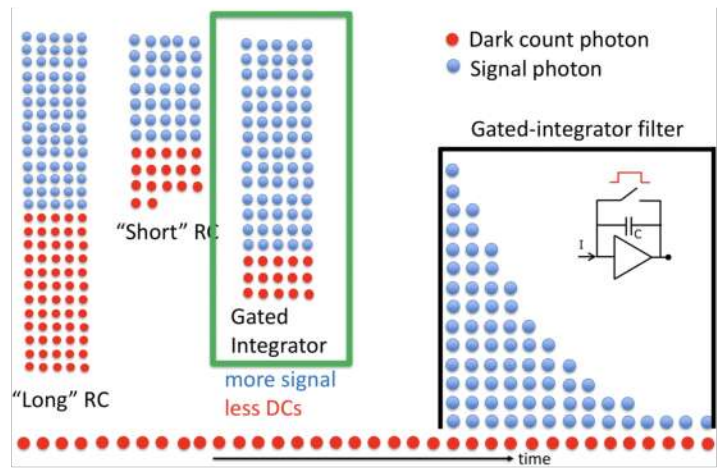 Dark count photon
Signal photon
Gated-integrator filter
I
C
"Short" RC
Gated
Integrator
more signal
less DCs
"Long" RC
time